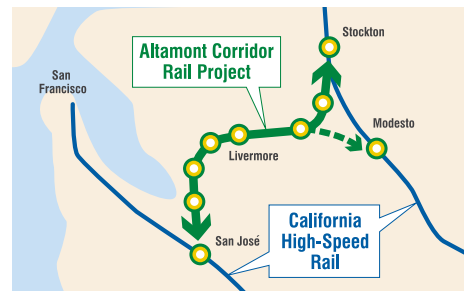 Stockton
Altamont Corridor
Rail Project
San
Francisco
Modesto
Livermore
California
High-Speed
Rail
San José